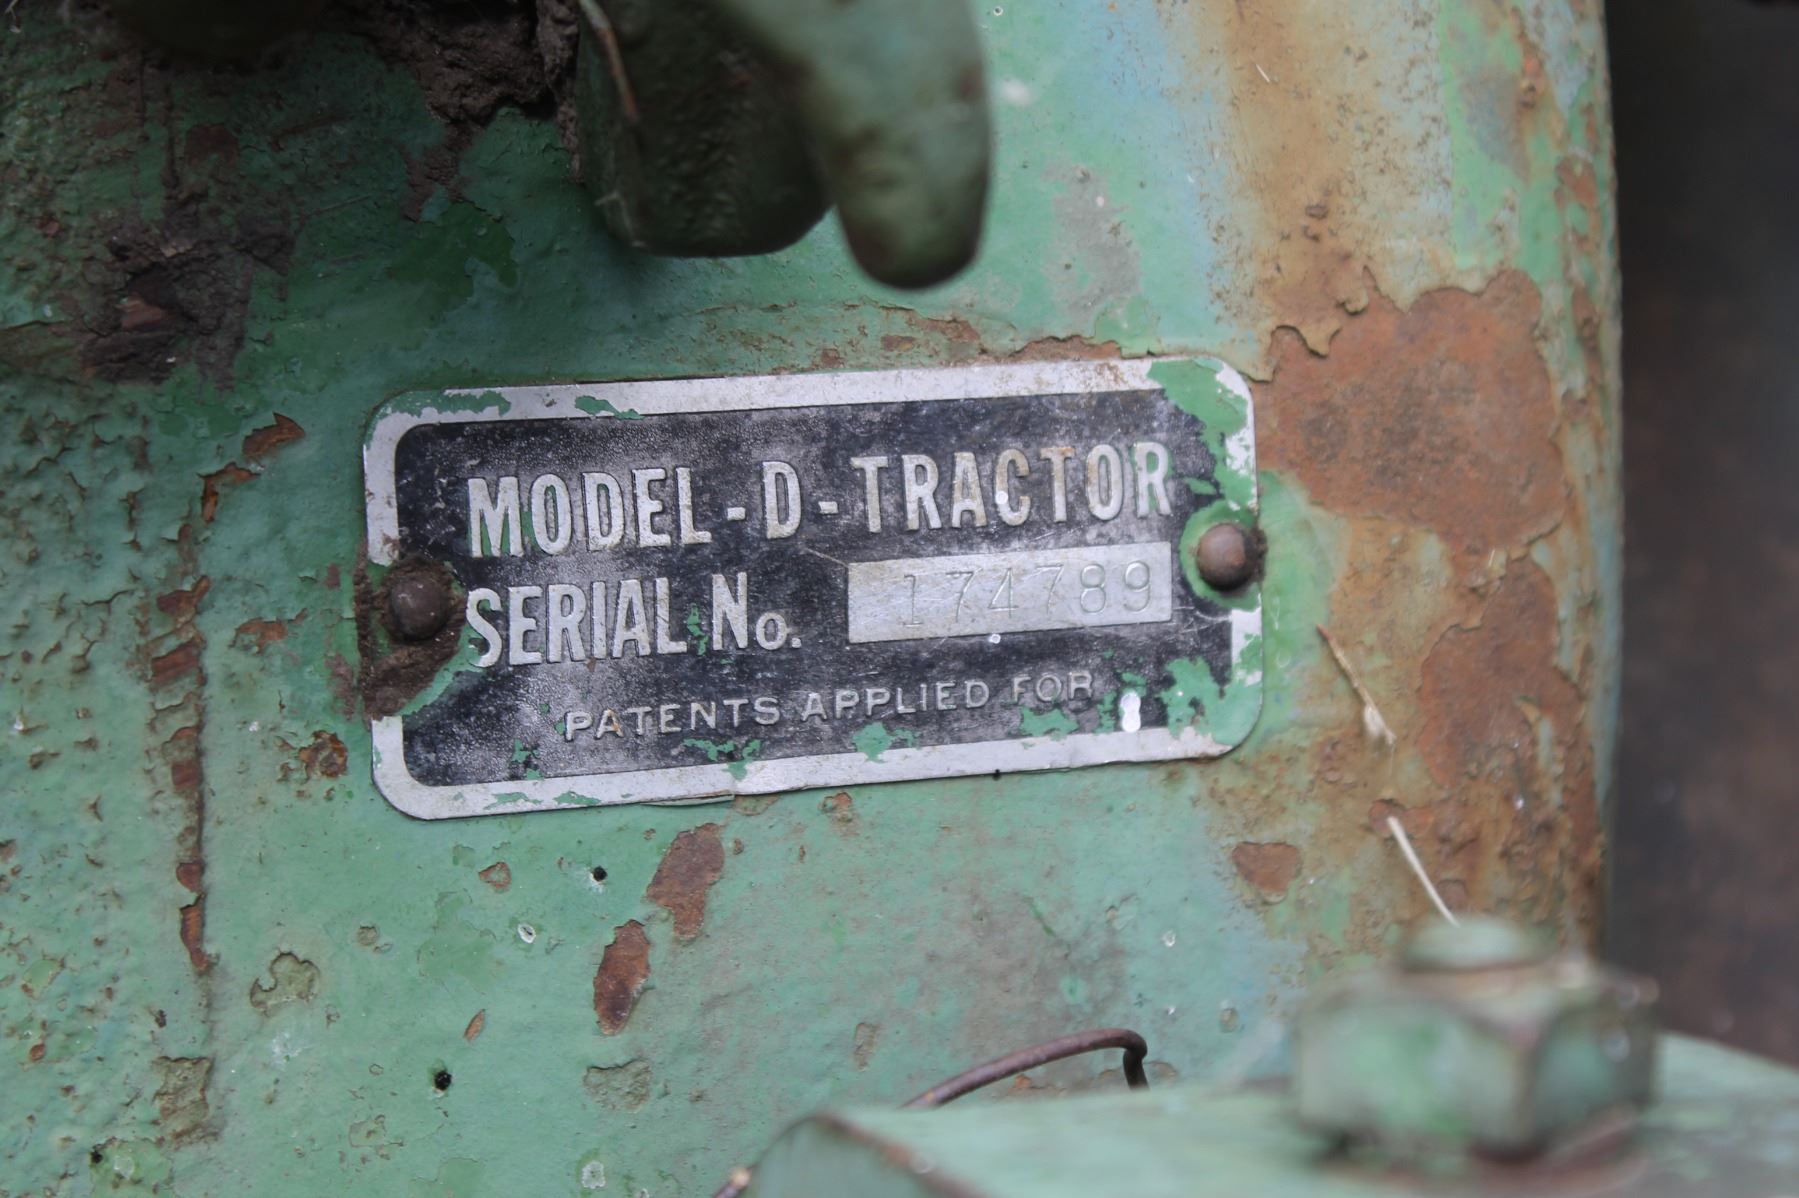 MODEL-D-TRACTOR
SERIAL No. 174789
PATENTS APPLIED FOR